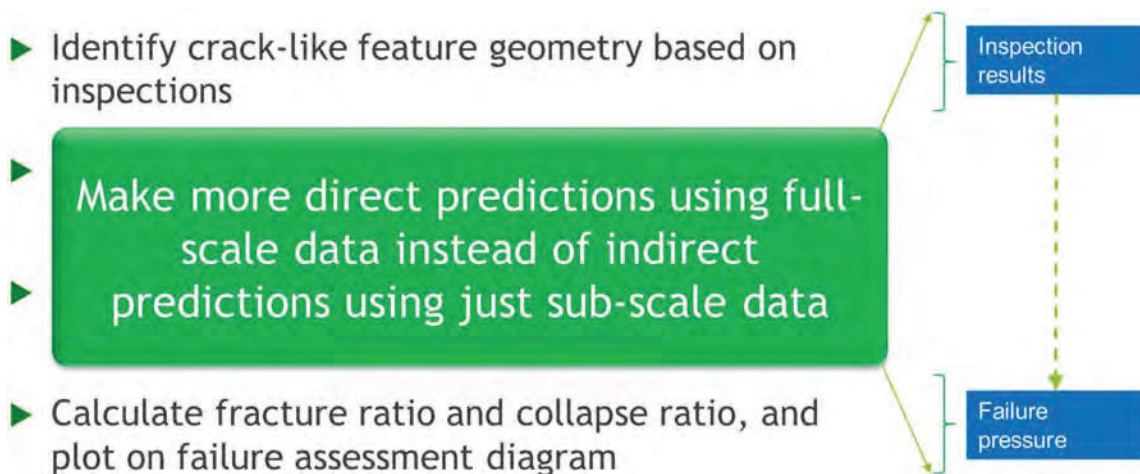 Identify crack-like feature geometry based on
inspections
Make more direct predictions using full-
scale data instead of indirect
predictions using just sub-scale data
Calculate fracture ratio and collapse ratio, and
plot on failure assessment diagram
Inspection
results
Failure
pressure